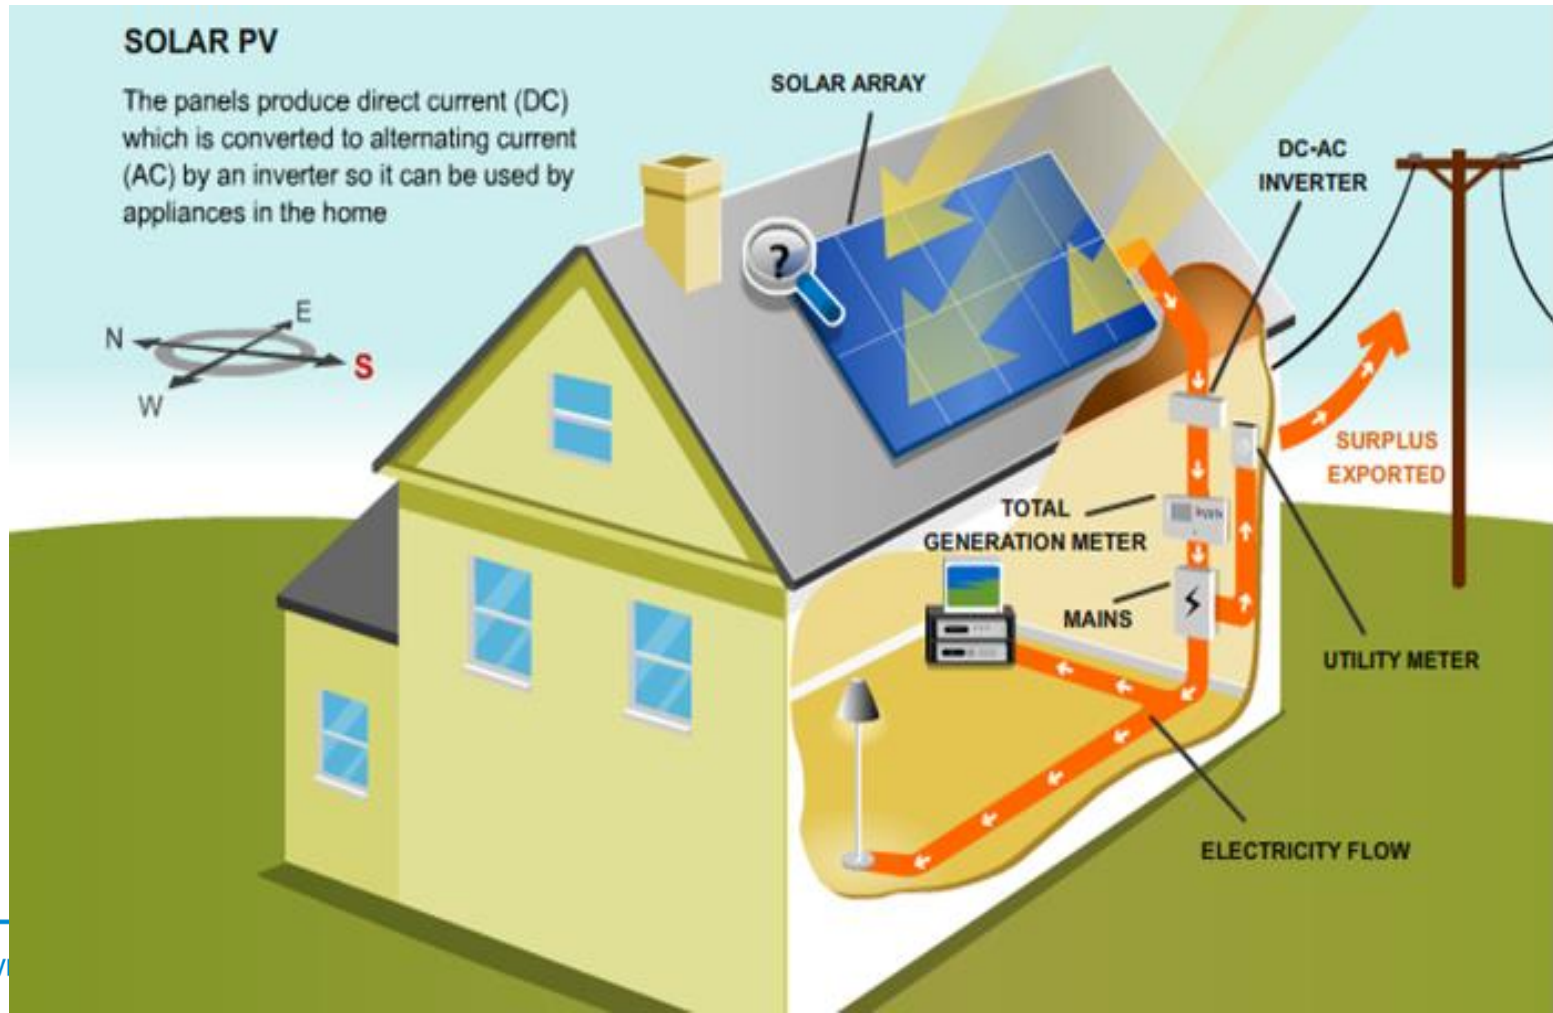 SOLAR PV
The panels produce direct current (DC)
which is converted to alternating current
(AC) by an inverter so it can be used by
appliances in the home
SOLAR ARRAY
DC-AC
INVERTER
?
N
E
S
W
SURPLUS
EXPORTED
TOTAL
GENERATION METER
MAINS
UTILITY METER
ELECTRICITY FLOW